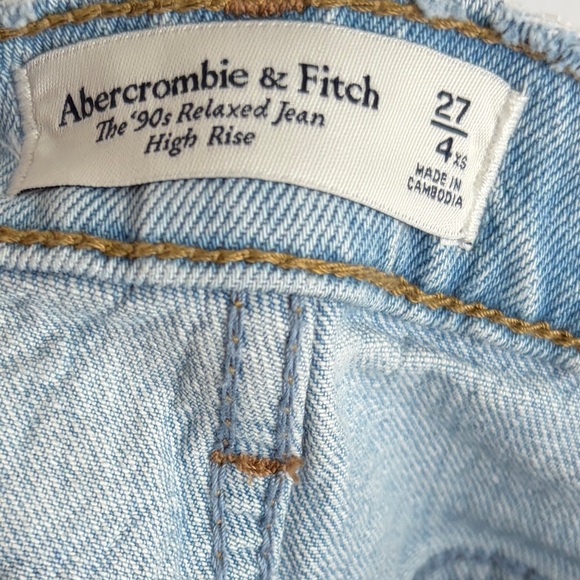 Abercrombie & Fitch
The '90s Relaxed Jean
High Rise
27
4XS
MADE IN
CAMBODIA